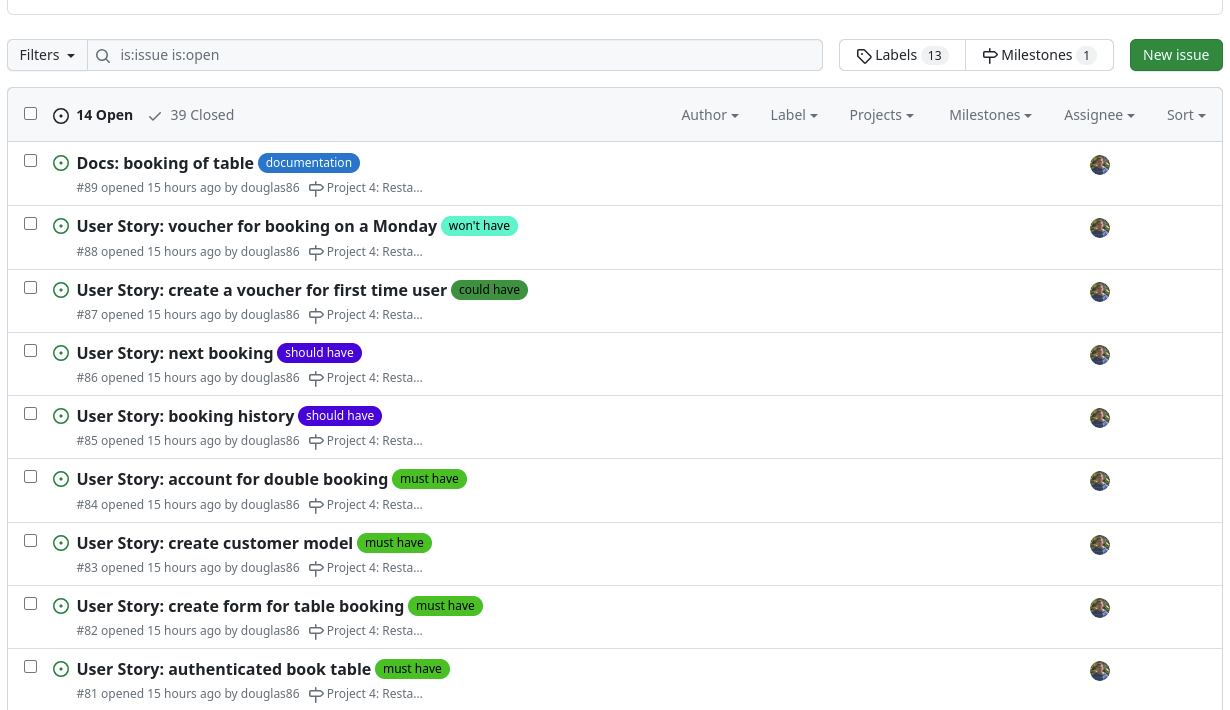 Filters is:issue is:open Labels 13 Milestones 1 New issue
14 Open 39 Closed Author Label Projects Milestones Assignee Sort
Docs: booking of table documentation
#89 opened 15 hours ago by douglas86 Project 4: Resta...
User Story: voucher for booking on a Monday won't have
#88 opened 15 hours ago by douglas86 Project 4: Resta...
User Story: create a voucher for first time user could have
#87 opened 15 hours ago by douglas86 Project 4: Resta...
User Story: next booking should have
#86 opened 15 hours ago by douglas86 Project 4: Resta...
User Story: booking history should have
#85 opened 15 hours ago by douglas86 Project 4: Resta...
User Story: account for double booking must have
#84 opened 15 hours ago by douglas86 Project 4: Resta...
User Story: create customer model must have
#83 opened 15 hours ago by douglas86 Project 4: Resta...
User Story: create form for table booking must have
#82 opened 15 hours ago by douglas86 Project 4: Resta...
User Story: authenticated book table must have
#81 opened 15 hours ago by douglas86 Project 4: Resta...